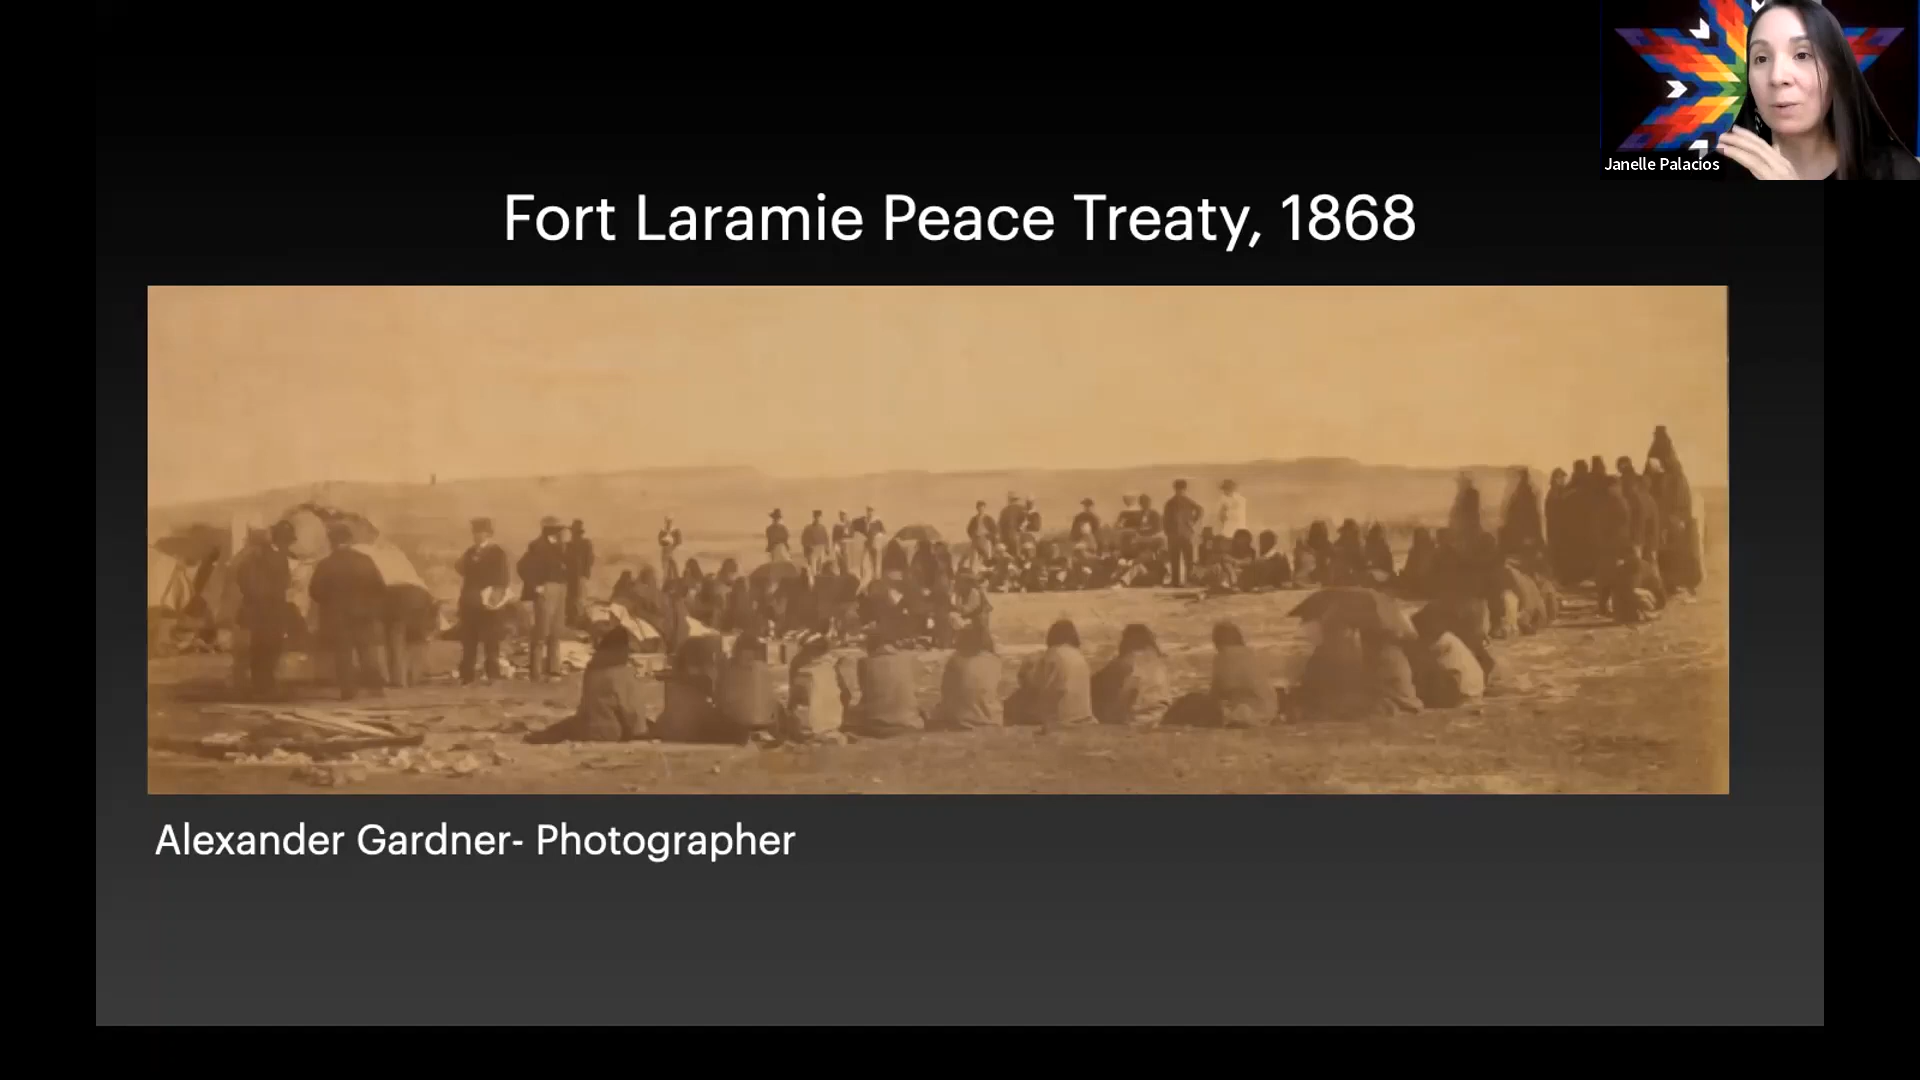 Janelle Palacios
Fort Laramie Peace Treaty, 1868
Alexander Gardner- Photographer